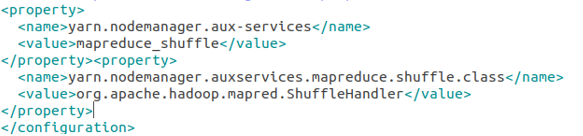 <property>
<name>yarn.nodemanager.aux-services</name>
<value>mapreduce_shuffle</value>
</property><property>
<name>yarn.nodemanager.auxservices.mapreduce.shuffle.class</name>
<value>org.apache.hadoop.mapred.ShuffleHandler</value>
</property>
</configuration>